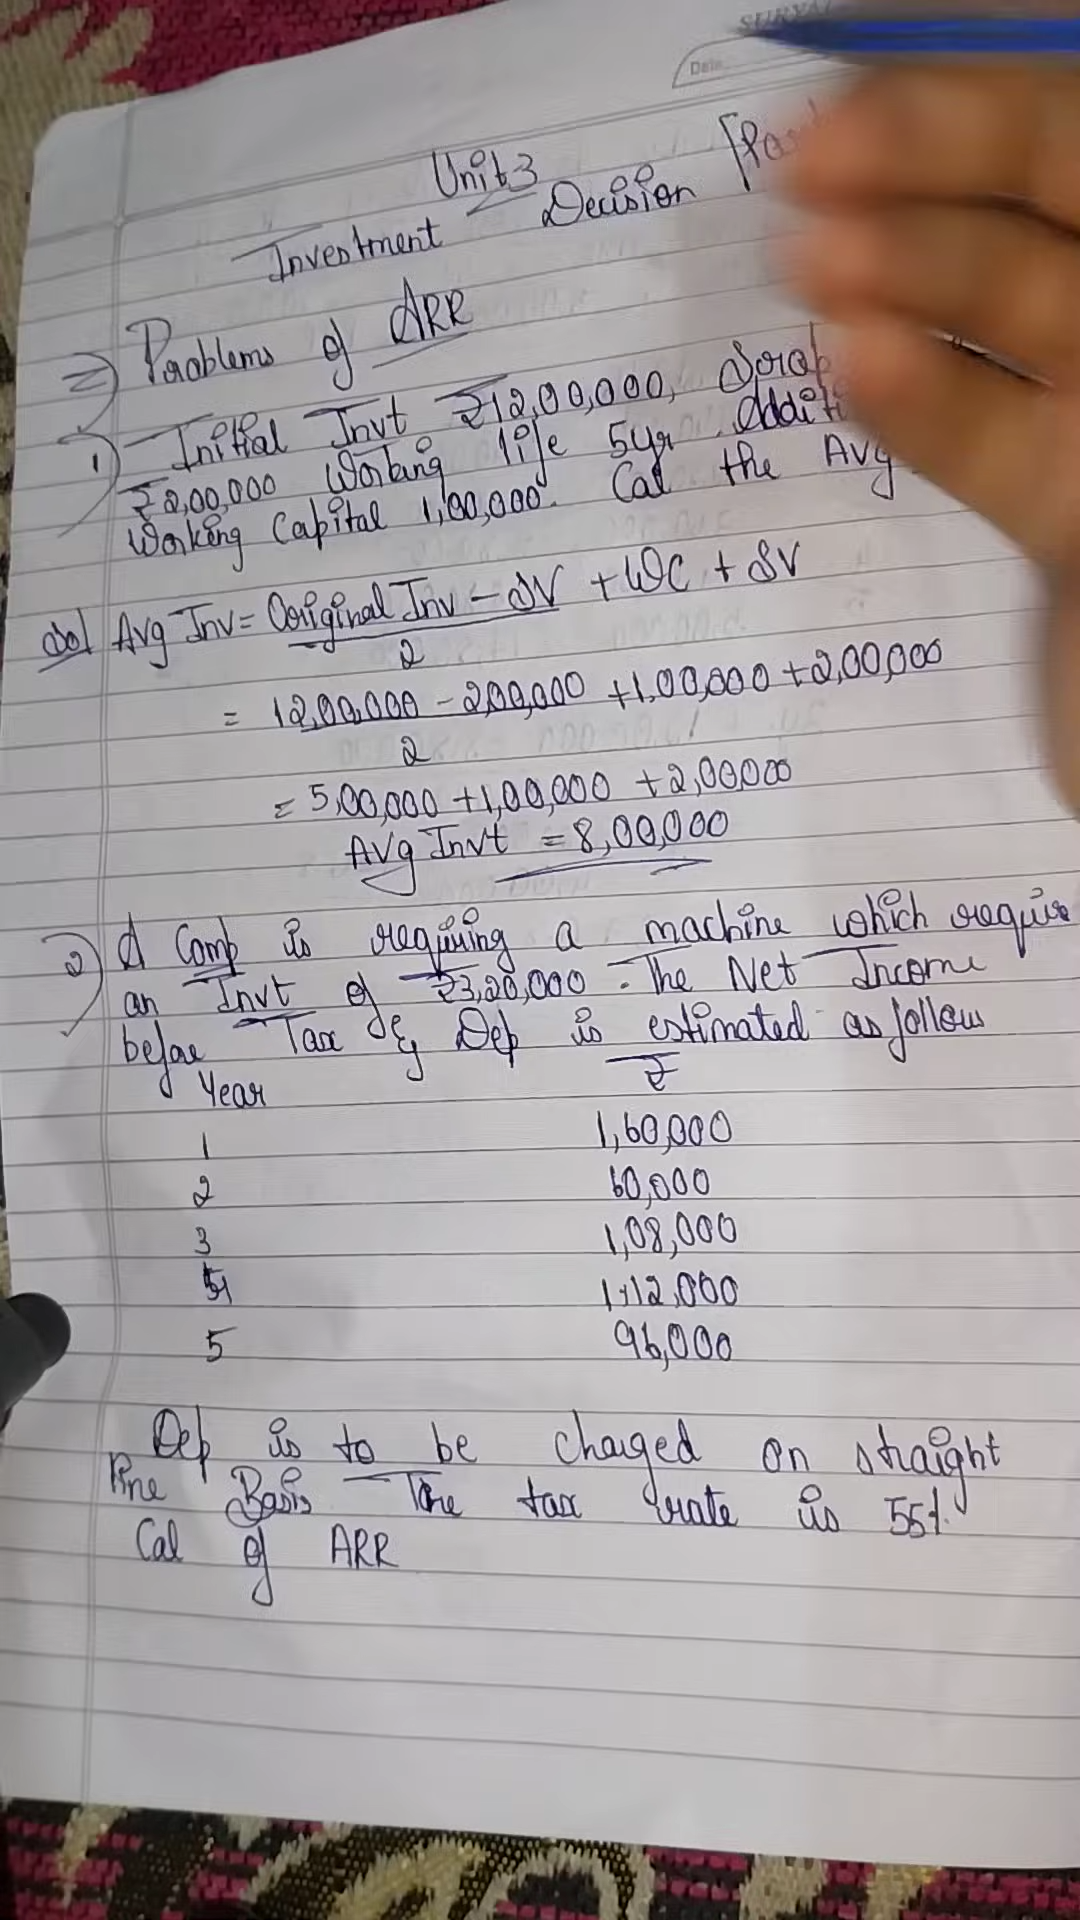 SURYA
Date
Unit 3
Investment Decision
Problems of ARR
1) Initial Invt ₹12,00,000, Scrap
₹2,00,000 Working life 5yr
Working Capital 1,00,000. Cal the Avg
Sol Avg Inv = Original Inv - SV + WC + SV
2
= 12,00,000 - 2,00,000 + 1,00,000 + 2,00,000
2
= 5,00,000 + 1,00,000 + 2,00,000
Avg Invt = 8,00,000
2) A Comp is requiring a machine which require
an Invt of ₹3,20,000. The Net Income
before Tax & Dep is estimated as follow
Year ₹
1 1,60,000
2 60,000
3 1,08,000
4 1,12,000
5 96,000
Dep is to be charged on straight
line Basis The tax rate is 55%.
Cal of ARR